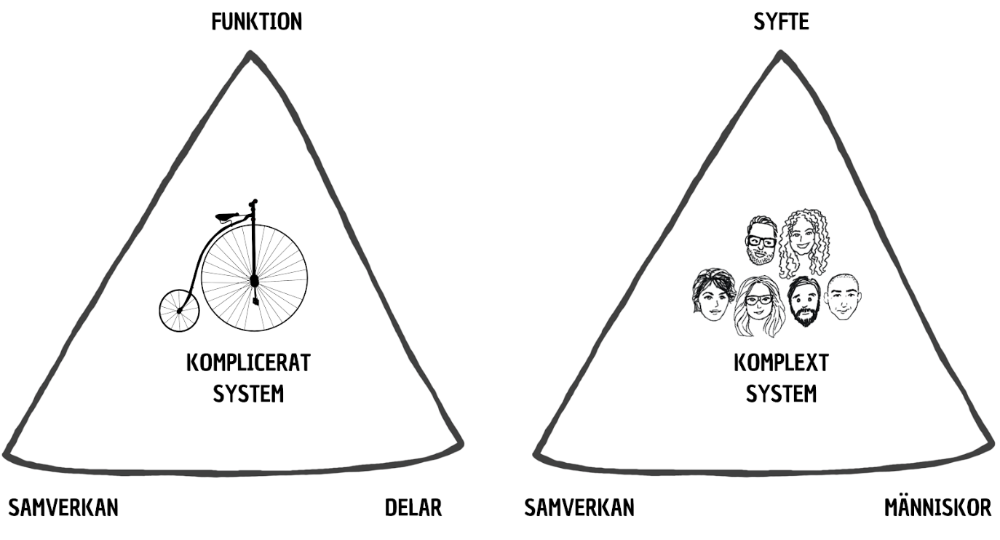 FUNKTION
SYFTE
KOMPLICERAT
SYSTEM
KOMPLEXT
SYSTEM
SAMVERKAN
DELAR
SAMVERKAN
MÄNNISKOR